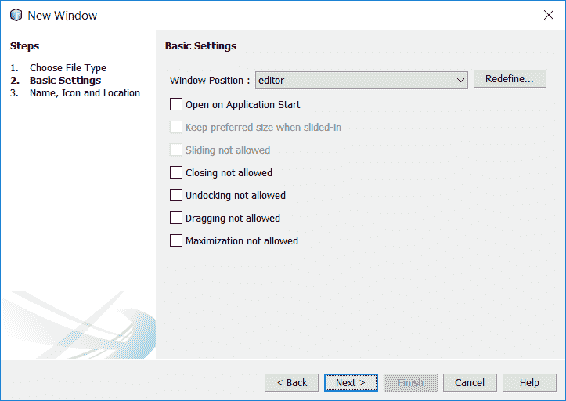 New Window
Steps
1. Choose File Type
2. Basic Settings
3. Name, Icon and Location
Basic Settings
Window Position : editor Redefine...
Open on Application Start
Keep preferred size when slided-in
Sliding not allowed
Closing not allowed
Undocking not allowed
Dragging not allowed
Maximization not allowed
< Back Next > Finish Cancel Help